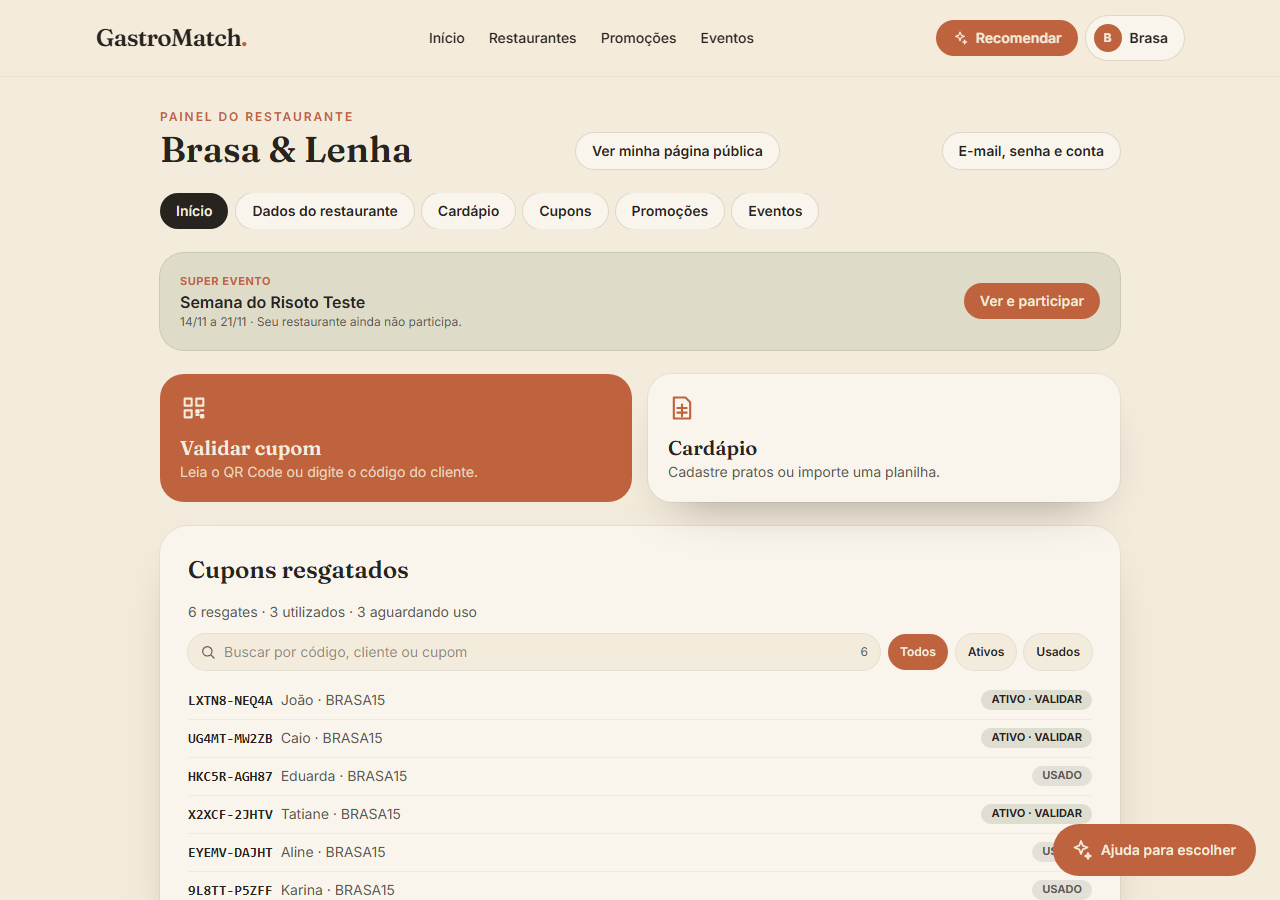 GastroMatch.
Início
Restaurantes
Promoções
Eventos
Recomendar
B
Brasa
PAINEL DO RESTAURANTE
Brasa & Lenha
Ver minha página pública
E-mail, senha e conta
Início
Dados do restaurante
Cardápio
Cupons
Promoções
Eventos
SUPER EVENTO
Semana do Risoto Teste
14/11 a 21/11 · Seu restaurante ainda não participa.
Ver e participar
Validar cupom
Leia o QR Code ou digite o código do cliente.
Cardápio
Cadastre pratos ou importe uma planilha.
Cupons resgatados
6 resgates · 3 utilizados · 3 aguardando uso
Buscar por código, cliente ou cupom
6
Todos
Ativos
Usados
LXTN8-NEQ4A João · BRASA15
ATIVO · VALIDAR
UG4MT-MW2ZB Caio · BRASA15
ATIVO · VALIDAR
HKC5R-AGH87 Eduarda · BRASA15
USADO
X2XCF-2JHTV Tatiane · BRASA15
ATIVO · VALIDAR
EYEMV-DAJHT Aline · BRASA15
Ajuda para escolher
9L8TT-P5ZFF Karina · BRASA15
USADO